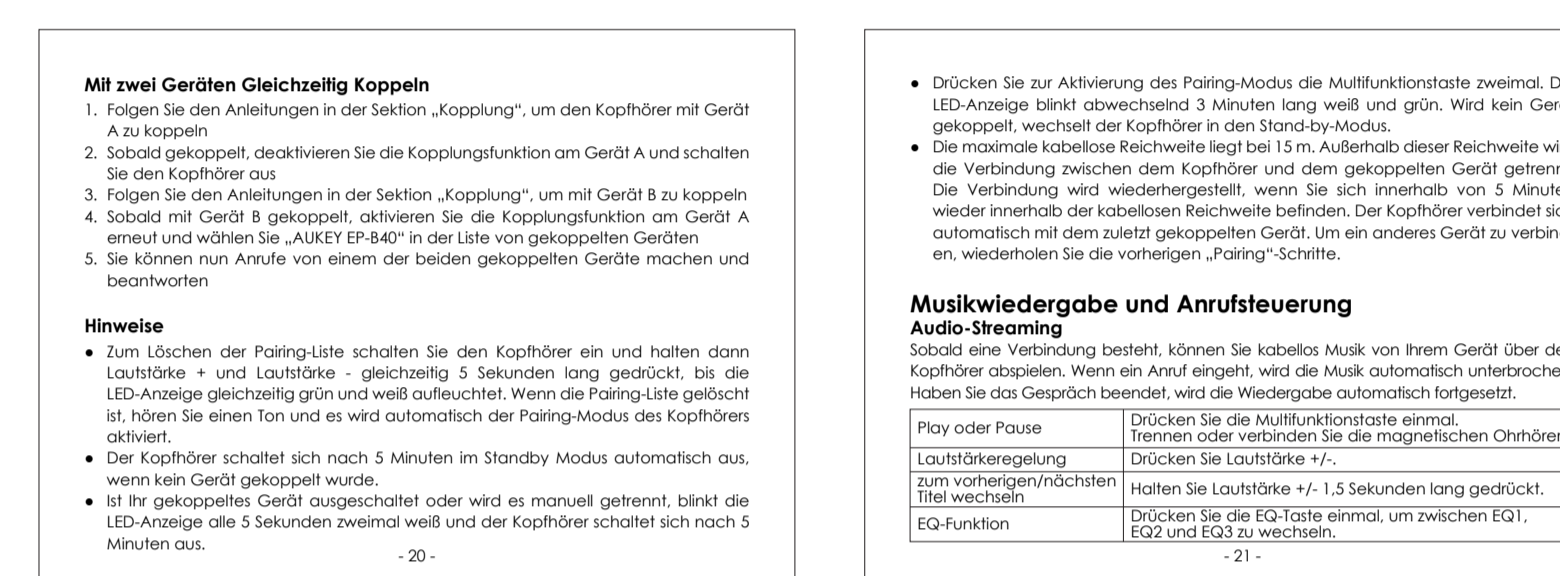 Mit zwei Geräten Gleichzeitig Koppeln
1. Folgen Sie den Anleitungen in der Sektion „Kopplung“, um den Kopfhörer mit Gerät
A zu koppeln
2. Sobald gekoppelt, deaktivieren Sie die Kopplungsfunktion am Gerät A und schalten
Sie den Kopfhörer aus
3. Folgen Sie den Anleitungen in der Sektion „Kopplung“, um mit Gerät B zu koppeln
4. Sobald mit Gerät B gekoppelt, aktivieren Sie die Kopplungsfunktion am Gerät A
erneut und wählen Sie „AUKEY EP-B40“ in der Liste von gekoppelten Geräten
5. Sie können nun Anrufe von einem der beiden gekoppelten Geräte machen und
beantworten
Hinweise
● Zum Löschen der Pairing-Liste schalten Sie den Kopfhörer ein und halten dann
Lautstärke + und Lautstärke - gleichzeitig 5 Sekunden lang gedrückt, bis die
LED-Anzeige gleichzeitig grün und weiß aufleuchtet. Wenn die Pairing-Liste gelöscht
ist, hören Sie einen Ton und es wird automatisch der Pairing-Modus des Kopfhörers
aktiviert.
● Der Kopfhörer schaltet sich nach 5 Minuten im Standby Modus automatisch aus,
wenn kein Gerät gekoppelt wurde.
● Ist Ihr gekoppeltes Gerät ausgeschaltet oder wird es manuell getrennt, blinkt die
LED-Anzeige alle 5 Sekunden zweimal weiß und der Kopfhörer schaltet sich nach 5
Minuten aus.
- 20 -
● Drücken Sie zur Aktivierung des Pairing-Modus die Multifunktionstaste zweimal.
LED-Anzeige blinkt abwechselnd 3 Minuten lang weiß und grün. Wird kein
gekoppelt, wechselt der Kopfhörer in den Stand-by-Modus.
● Die maximale kabellose Reichweite liegt bei 15 m. Außerhalb dieser Reichweite
die Verbindung zwischen dem Kopfhörer und dem gekoppelten Gerät
Die Verbindung wird wiederhergestellt, wenn Sie sich innerhalb von 5
wieder innerhalb der kabellosen Reichweite befinden. Der Kopfhörer verbindet
automatisch mit dem zuletzt gekoppelten Gerät. Um ein anderes Gerät zu
en, wiederholen Sie die vorherigen „Pairing“-Schritte.
Musikwiedergabe und Anrufsteuerung
Audio-Streaming
Sobald eine Verbindung besteht, können Sie kabellos Musik von Ihrem Gerät über
Kopfhörer abspielen. Wenn ein Anruf eingeht, wird die Musik automatisch
Haben Sie das Gespräch beendet, wird die Wiedergabe automatisch fortgesetzt.
Play oder Pause
Drücken Sie die Multifunktionstaste einmal.
Trennen oder verbinden Sie die magnetischen
Lautstärkeregelung
Drücken Sie Lautstärke +/-.
zum vorherigen/nächsten
Titel wechseln
Halten Sie Lautstärke +/- 1,5 Sekunden lang gedrückt.
EQ-Funktion
Drücken Sie die EQ-Taste einmal, um zwischen EQ1,
EQ2 und EQ3 zu wechseln.
- 21 -